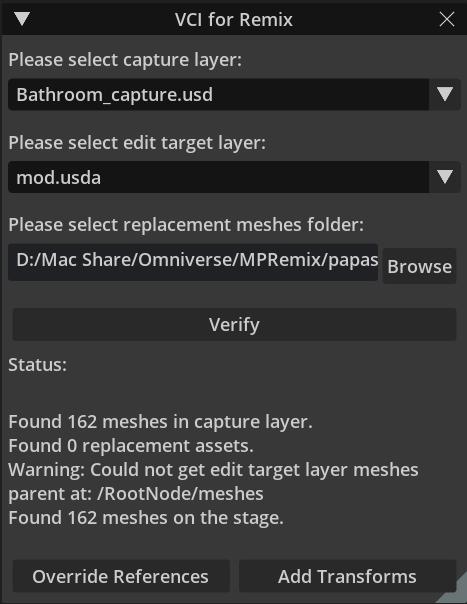 VCI for Remix
Please select capture layer:
Bathroom_capture.usd
Please select edit target layer:
mod.usda
Please select replacement meshes folder:
D:/Mac Share/Omniverse/MPRemix/papas
Browse
Verify
Status:
Found 162 meshes in capture layer.
Found 0 replacement assets.
Warning: Could not get edit target layer meshes
parent at: /RootNode/meshes
Found 162 meshes on the stage.
Override References
Add Transforms